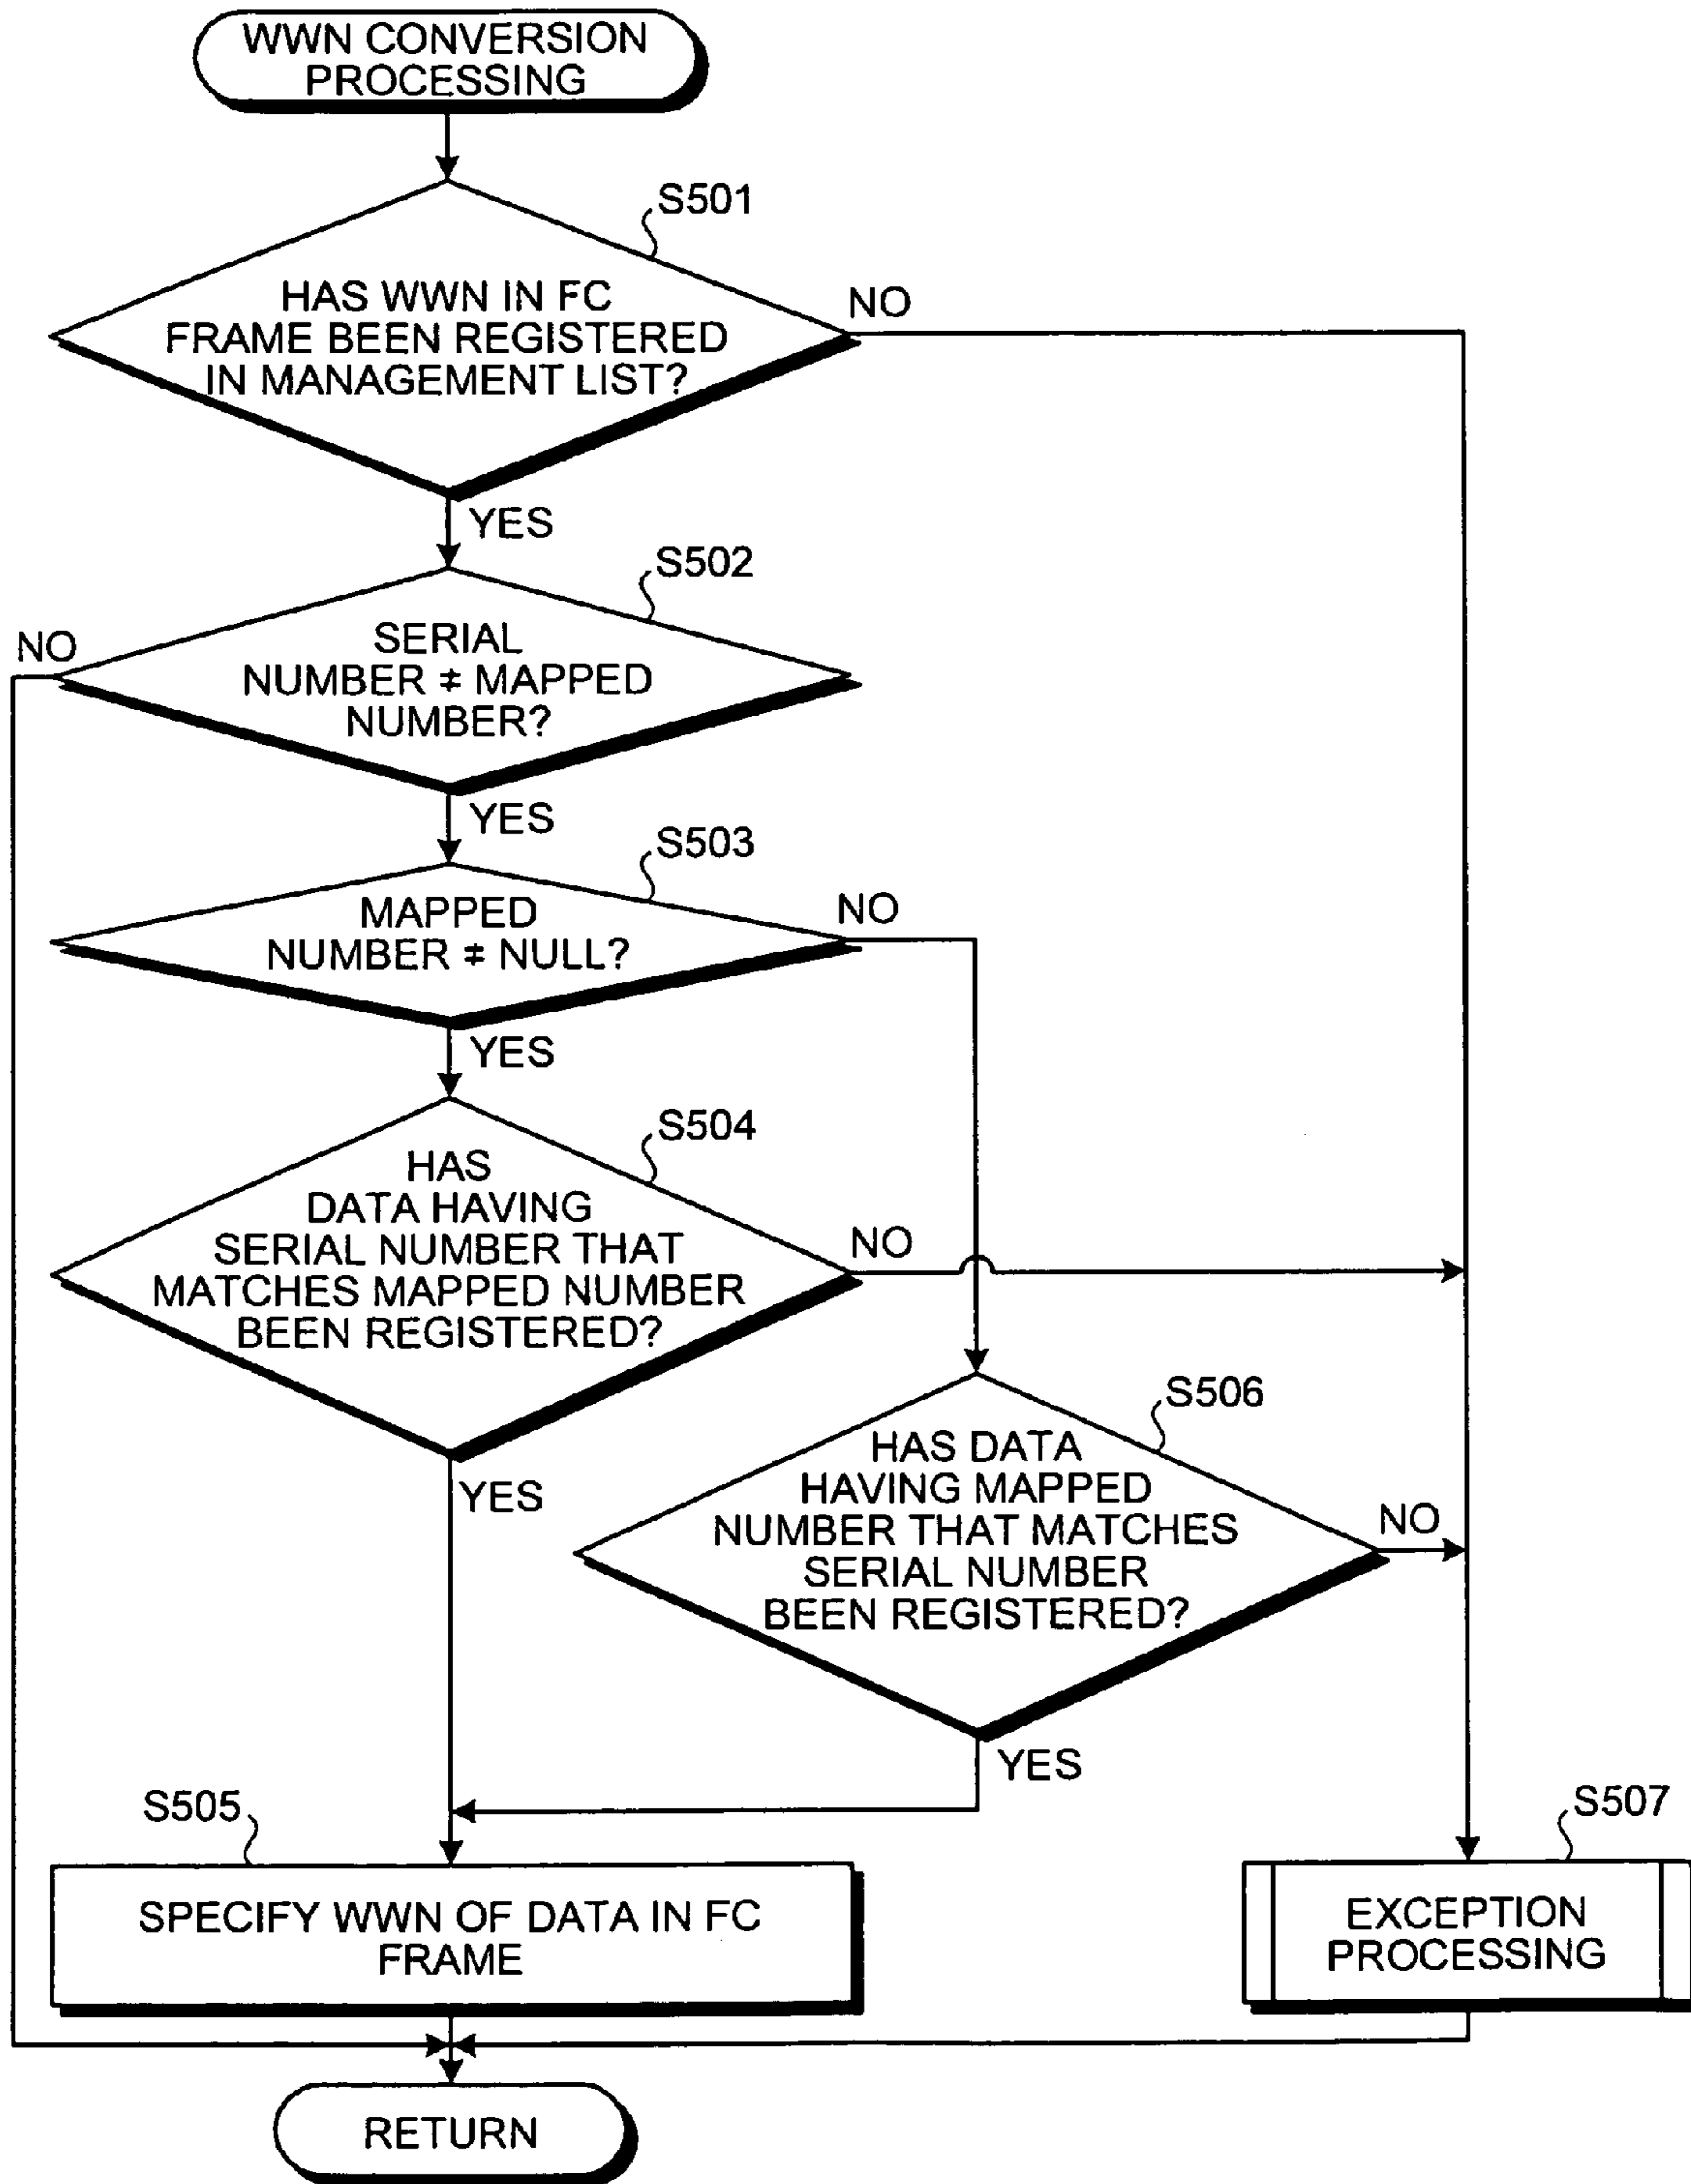 WWN CONVERSION
PROCESSING
S501
HAS WWN IN FC
FRAME BEEN REGISTERED
IN MANAGEMENT LIST?
NO
YES
S502
NO
SERIAL
NUMBER ≠ MAPPED
NUMBER?
YES
S503
MAPPED
NUMBER ≠ NULL?
NO
YES
S504
HAS
DATA HAVING
SERIAL NUMBER THAT
MATCHES MAPPED NUMBER
BEEN REGISTERED?
NO
YES
S506
HAS DATA
HAVING MAPPED
NUMBER THAT MATCHES
SERIAL NUMBER
BEEN REGISTERED?
NO
YES
S505
SPECIFY WWN OF DATA IN FC
FRAME
S507
EXCEPTION
PROCESSING
RETURN